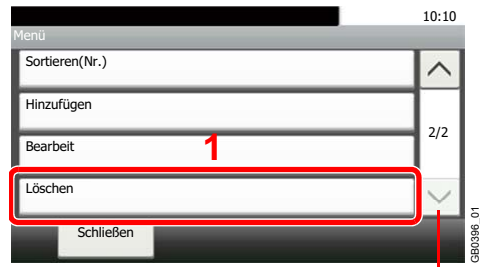 10:10
Menü
Sortieren(Nr.)
Hinzufügen
2/2
Bearbeit
1
Löschen
Schließen
GB0396_01